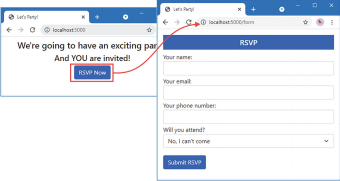 Let's Party!
localhost:5000
We're going to have an exciting par
And YOU are invited!
RSVP Now
Let's Party!
localhost:5000/form
RSVP
Your name:
Your email:
Your phone number:
Will you attend?
No, I can't come
Submit RSVP